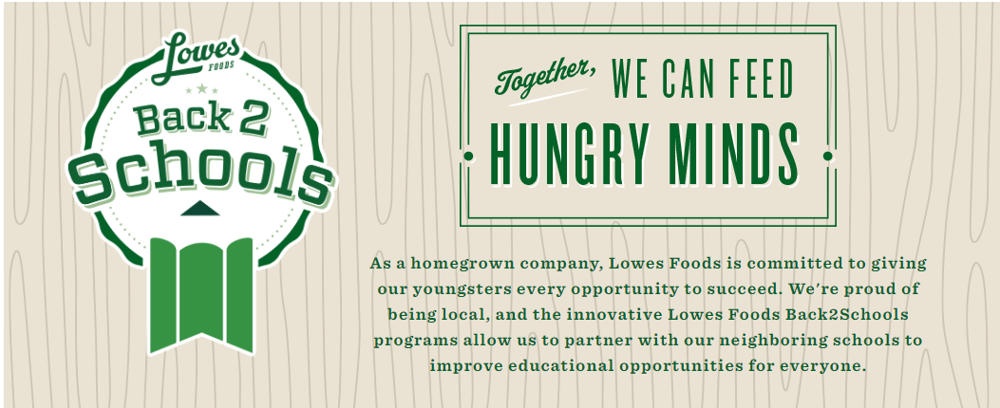 Lowes
FOODS
Back 2
Schools
Together, WE CAN FEED
HUNGRY MINDS
As a homegrown company, Lowes Foods is committed to giving
our youngsters every opportunity to succeed. We're proud of
being local, and the innovative Lowes Foods Back2Schools
programs allow us to partner with our neighboring schools to
improve educational opportunities for everyone.